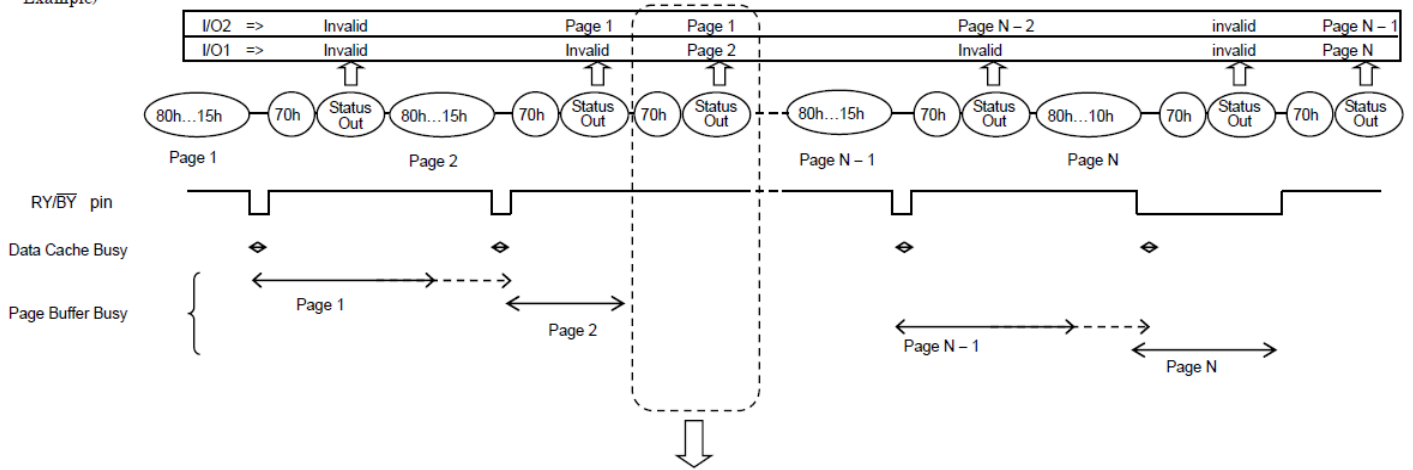 Example)
I/O2 => Invalid Page 1 Page 1 Page N – 2 invalid Page N – 1
I/O1 => Invalid Invalid Page 2 Invalid invalid Page N
80h…15h 70h Status Out 80h…15h 70h Status Out 70h Status Out 80h…15h 70h Status Out 80h…10h 70h Status Out 70h Status Out
Page 1 Page 2 Page N – 1 Page N
RY/B̅Y̅ pin
Data Cache Busy
Page 1
Page Buffer Busy
Page 2
Page N – 1
Page N